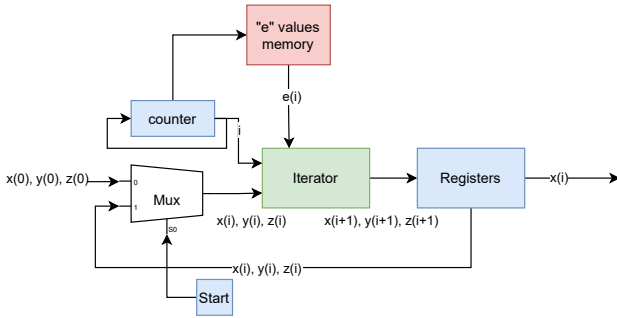 "e" values
memory
e(i)
counter
i
x(0), y(0), z(0)
0
1
Mux
S0
Iterator
Registers
x(i)
x(i), y(i), z(i)
x(i+1), y(i+1), z(i+1)
x(i), y(i), z(i)
Start